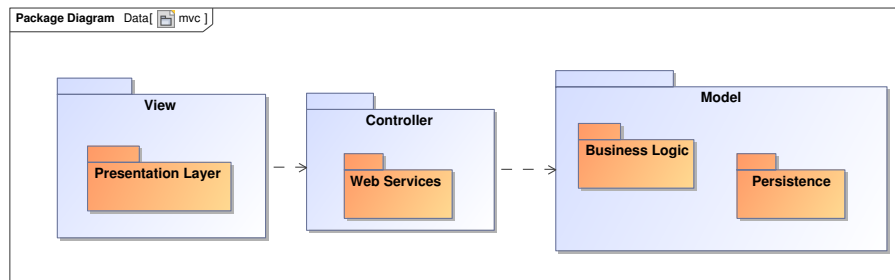 Package Diagram Data[ mvc ]
View
Presentation Layer
Controller
Web Services
Model
Business Logic
Persistence